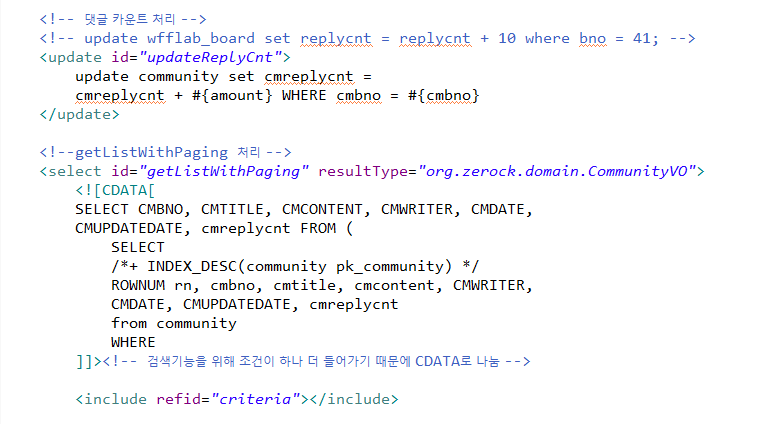 <!-- 댓글 카운트 처리 -->
<!-- update wfflab_board set replycnt = replycnt + 10 where bno = 41; -->
<update id="updateReplyCnt">
update community set cmreplycnt =
cmreplycnt + #{amount} WHERE cmbno = #{cmbno}
</update>
<!--getListWithPaging 처리 -->
<select id="getListWithPaging" resultType="org.zerock.domain.CommunityVO">
<![CDATA[
SELECT CMBNO, CMTITLE, CMCONTENT, CMWRITER, CMDATE,
CMUPDATEDATE, cmreplycnt FROM (
SELECT
/*+ INDEX_DESC(community pk_community) */
ROWNUM rn, cmbno, cmtitle, cmcontent, CMWRITER,
CMDATE, CMUPDATEDATE, cmreplycnt
from community
WHERE
]]><!-- 검색기능을 위해 조건이 하나 더 들어가기 때문에 CDATA로 나눔 -->
<include refid="criteria"></include>